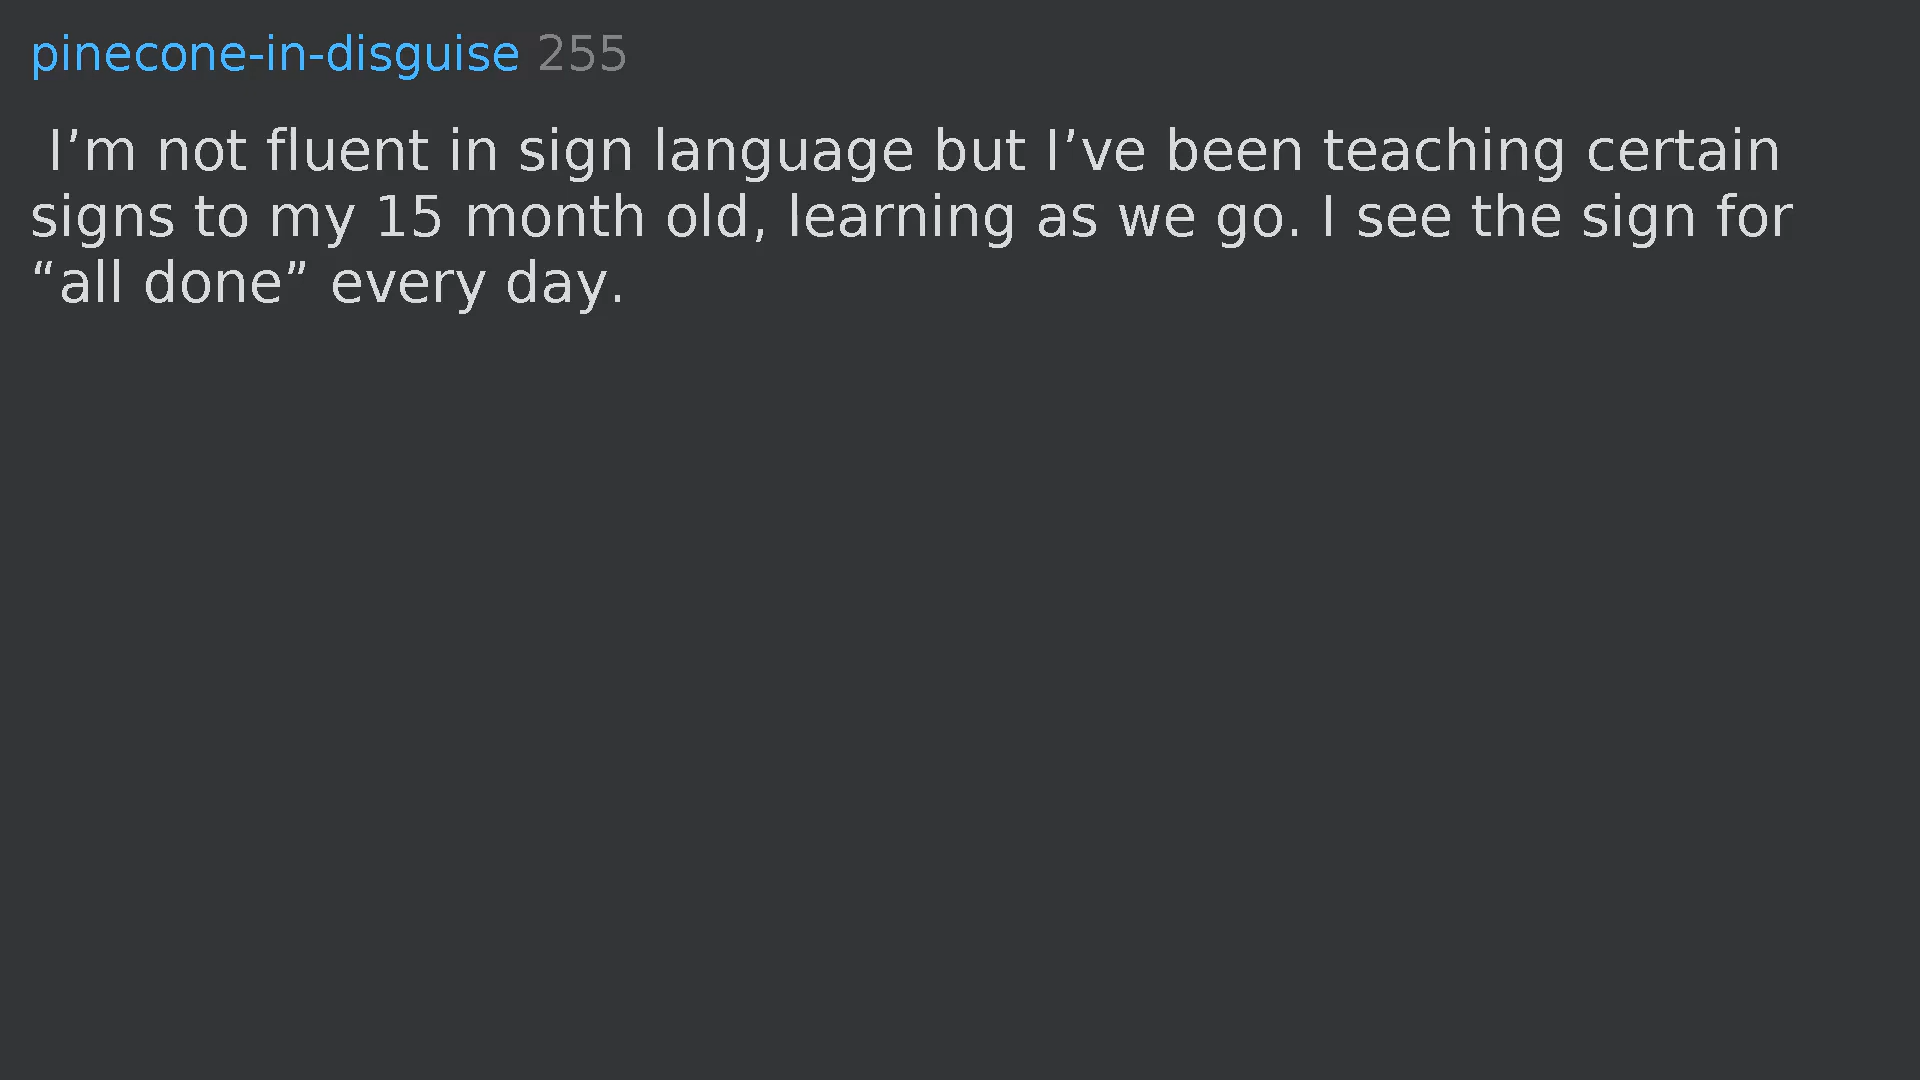 pinecone-in-disguise 255
I’m not fluent in sign language but I’ve been teaching certain
signs to my 15 month old, learning as we go. I see the sign for
“all done” every day.